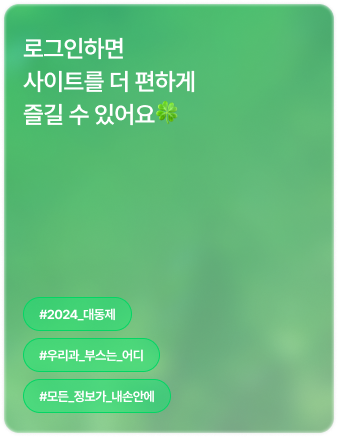 로그인하면
사이트를 더 편하게
즐길 수 있어요🍀
#2024_대동제
#우리과_부스는_어디
#모든_정보가_내손안에